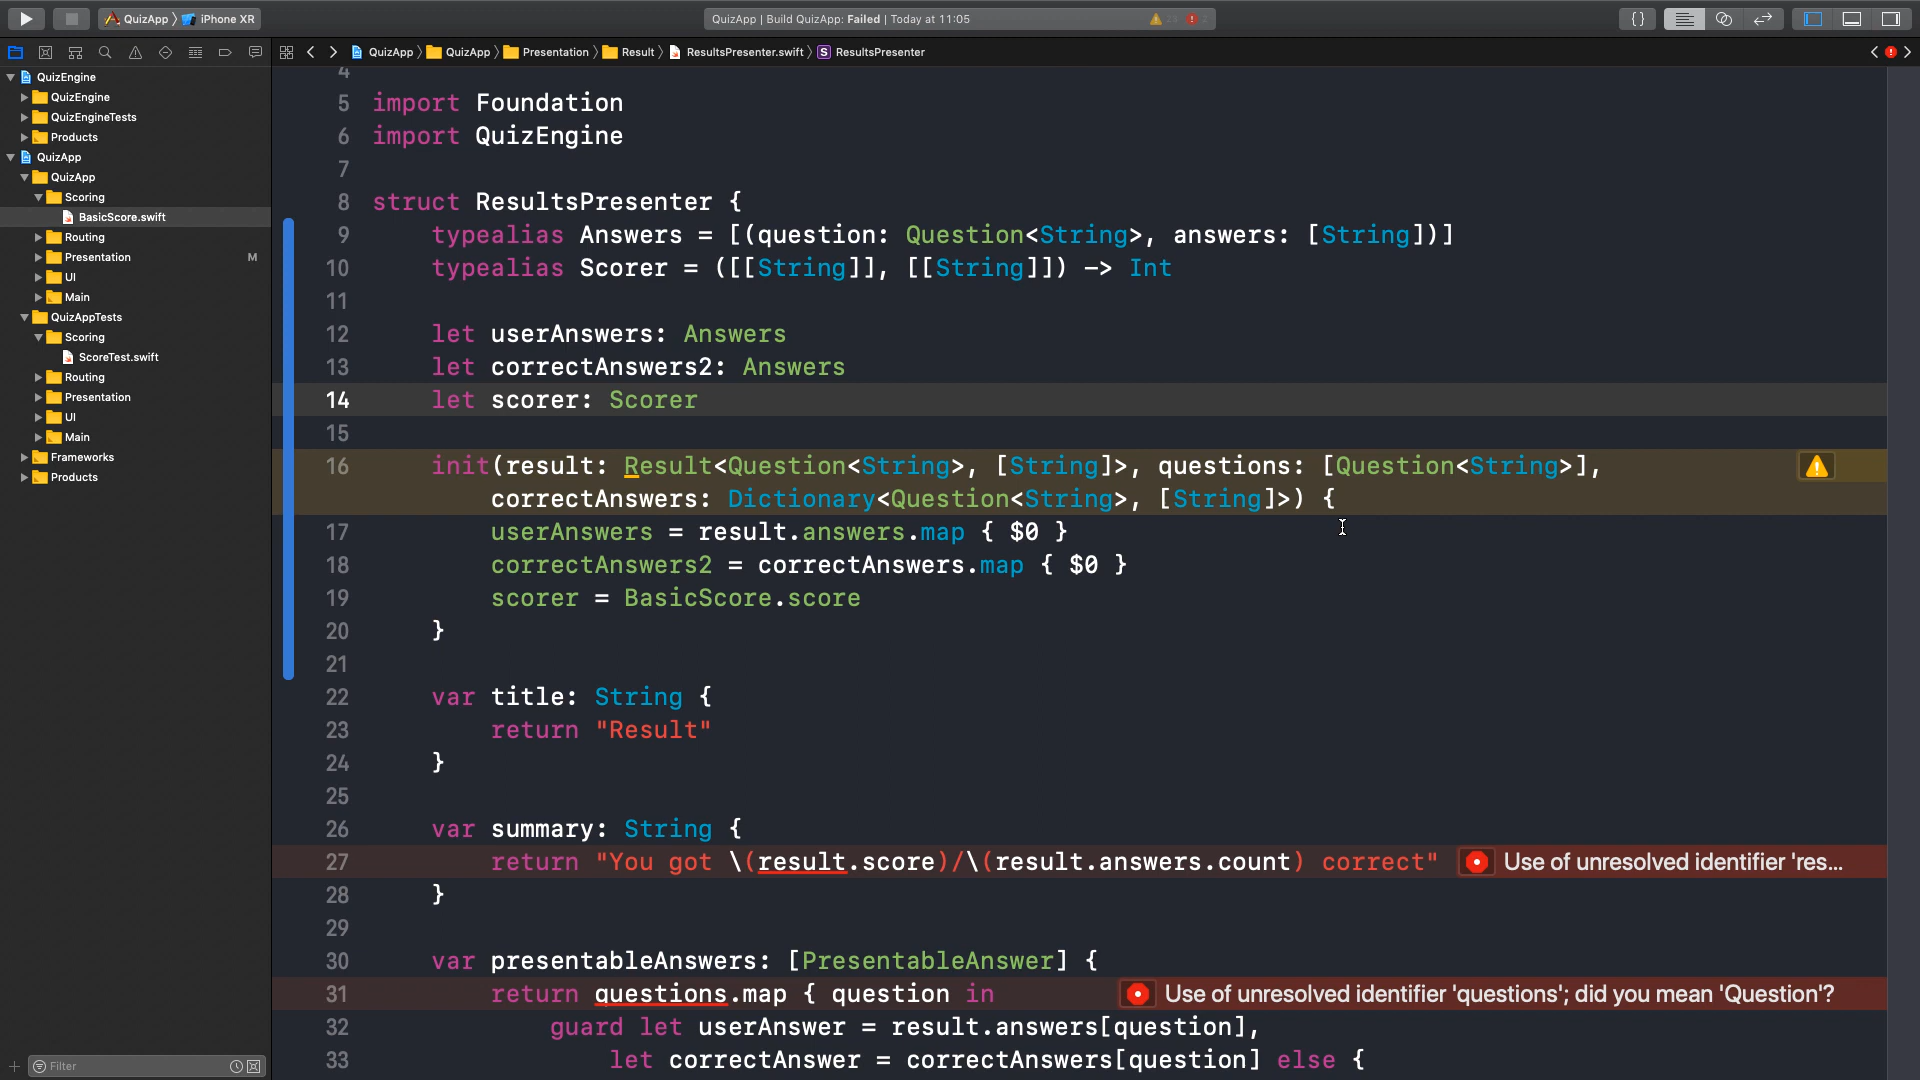 QuizApp iPhone XR
QuizApp | Build QuizApp: Failed | Today at 11:05
{}
QuizApp QuizApp Presentation Result ResultsPresenter.swift S ResultsPresenter
QuizEngine
QuizEngine
QuizEngineTests
Products
QuizApp
QuizApp
Scoring
BasicScore.swift
Routing
Presentation M
UI
Main
QuizAppTests
Scoring
ScoreTest.swift
Routing
Presentation
UI
Main
Frameworks
Products
Filter
4
5 import Foundation
6 import QuizEngine
7
8 struct ResultsPresenter {
9 typealias Answers = [(question: Question<String>, answers: [String])]
10 typealias Scorer = ([[String]], [[String]]) -> Int
11
12 let userAnswers: Answers
13 let correctAnswers2: Answers
14 let scorer: Scorer
15
16 init(result: Result<Question<String>, [String]>, questions: [Question<String>],
correctAnswers: Dictionary<Question<String>, [String]>) {
17 userAnswers = result.answers.map { $0 }
18 correctAnswers2 = correctAnswers.map { $0 }
19 scorer = BasicScore.score
20 }
21
22 var title: String {
23 return "Result"
24 }
25
26 var summary: String {
27 return "You got \(result.score)/\(result.answers.count) correct" Use of unresolved identifier 'res...
28 }
29
30 var presentableAnswers: [PresentableAnswer] {
31 return questions.map { question in Use of unresolved identifier 'questions'; did you mean 'Question'?
32 guard let userAnswer = result.answers[question],
33 let correctAnswer = correctAnswers[question] else {